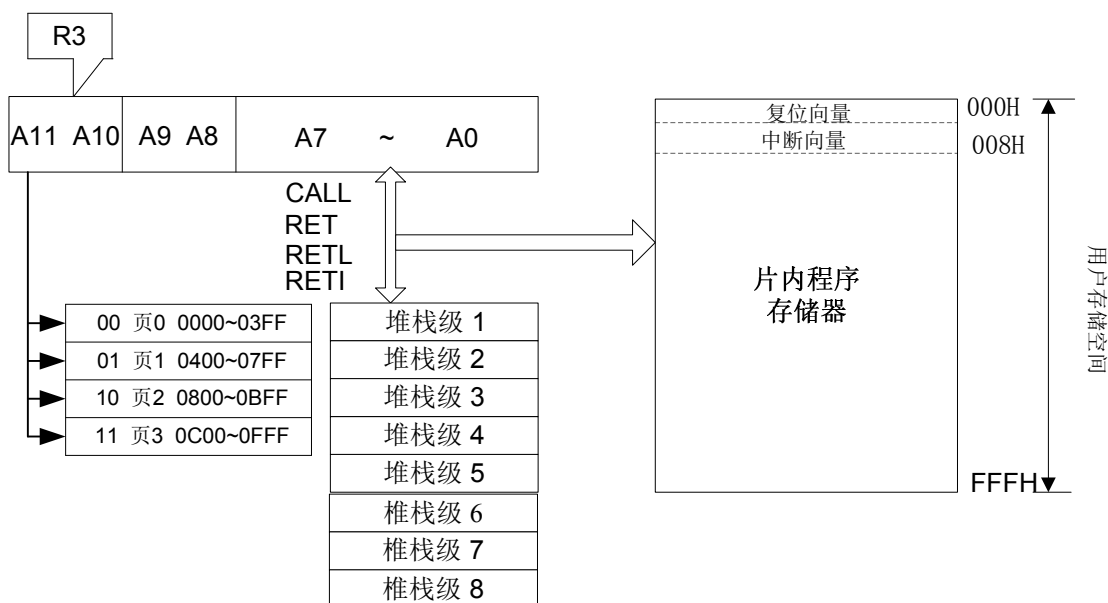 R3
A11 A10 A9 A8 A7 ~ A0
CALL
RET
RETL
RETI
00 页0 0000~03FF
01 页1 0400~07FF
10 页2 0800~0BFF
11 页3 0C00~0FFF
堆栈级 1
堆栈级 2
堆栈级 3
堆栈级 4
堆栈级 5
椎栈级 6
椎栈级 7
椎栈级 8
复位向量
中断向量
片内程序
存储器
000H
008H
FFFH
用户存储空间